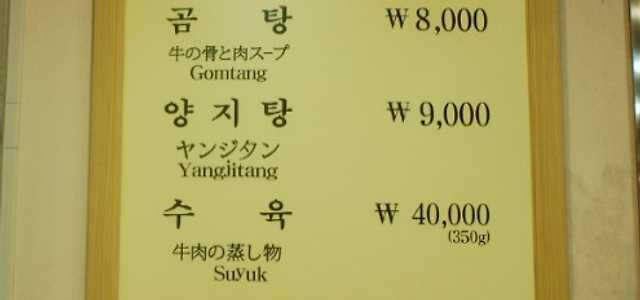 곰 탕 ₩8,000
牛の骨と肉スープ
Gomtang
양 지 탕 ₩ 9,000
ヤンジタン
Yangjitang
수 육 ₩ 40,000
(350g)
牛肉の蒸し物
Suyuk